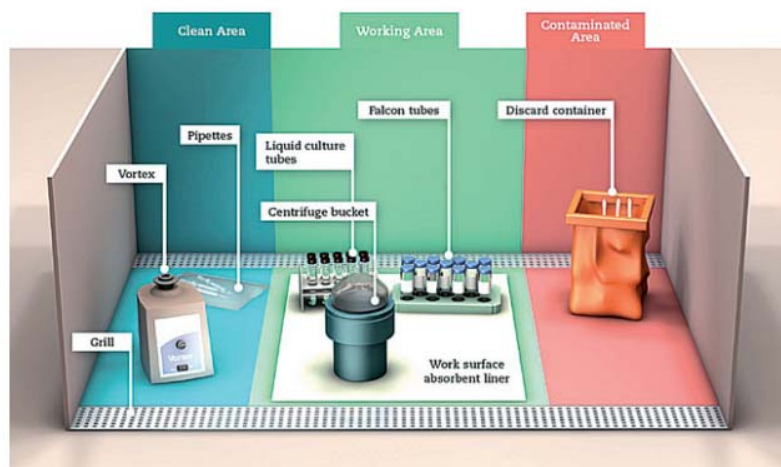 Clean Area
Working Area
Contaminated
Area
Falcon tubes
Discard container
Pipettes
Liquid culture
tubes
Vortex
Centrifuge bucket
Vortex
Grill
Work surface
absorbent liner